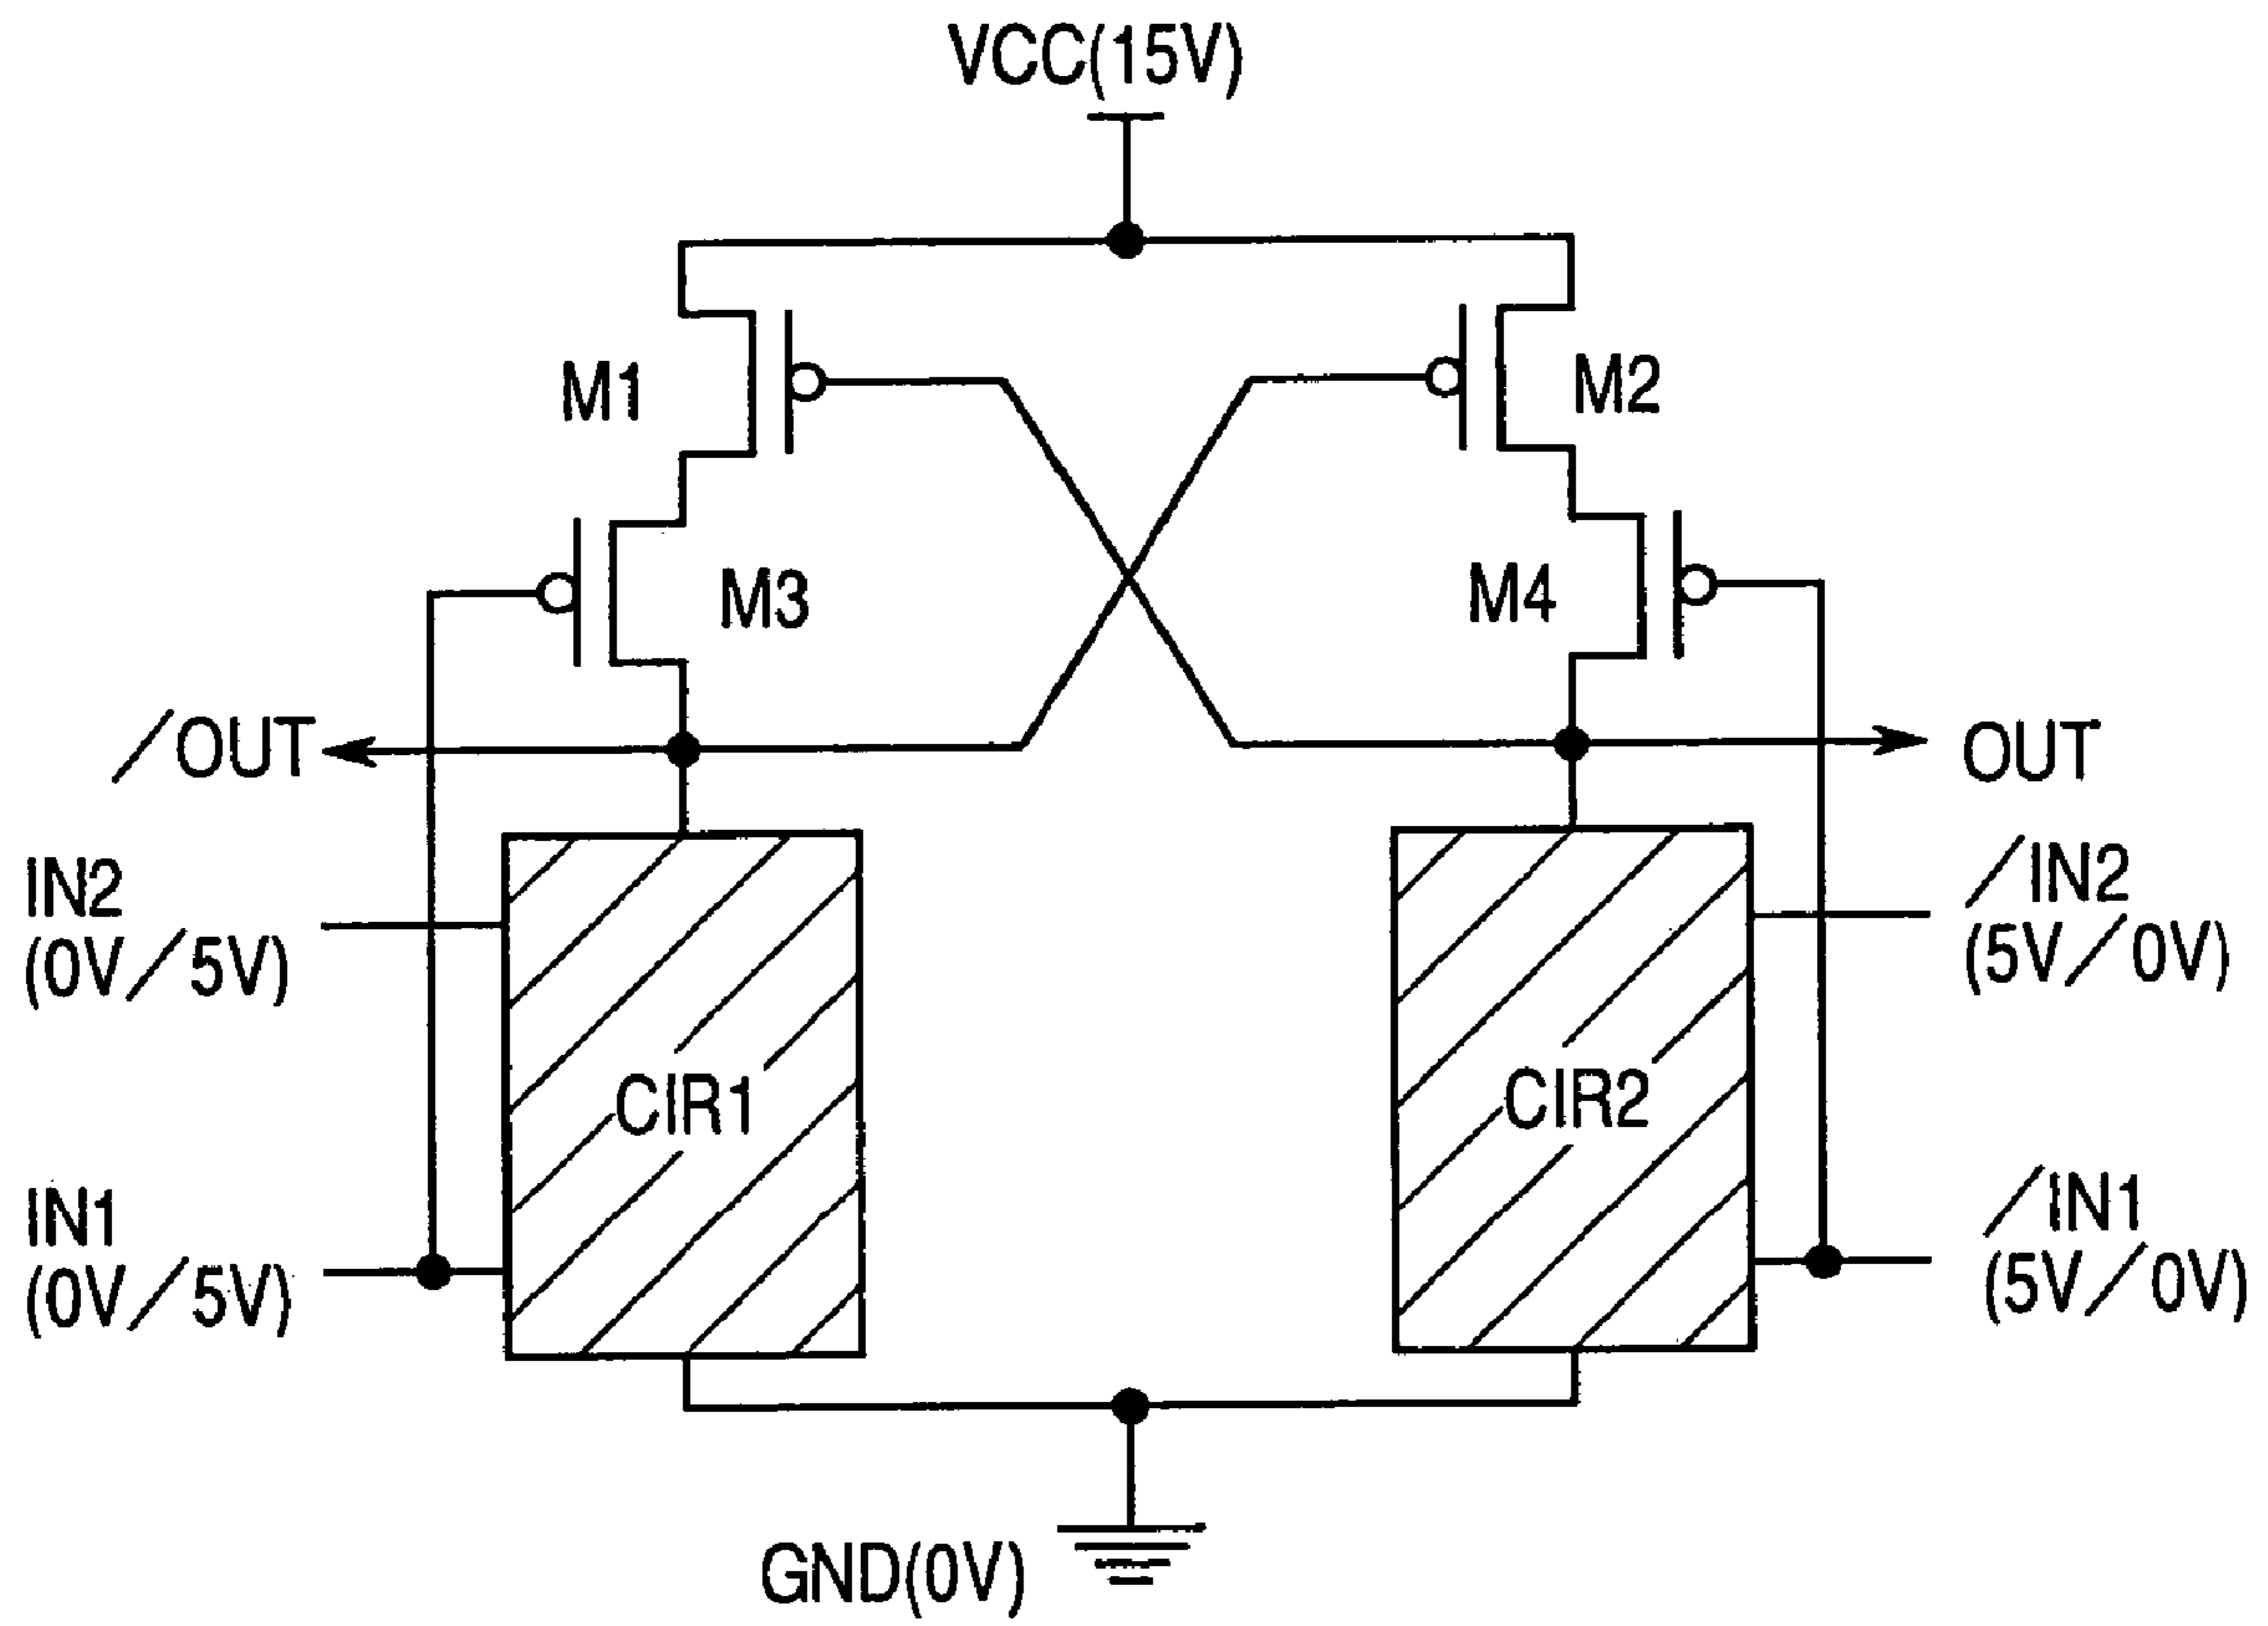 VCC(15V)
M1
M2
M3
M4
/OUT
OUT
IN2
(0V/5V)
/IN2
(5V/0V)
CIR1
CIR2
IN1
(0V/5V)
/IN1
(5V/0V)
GND(0V)